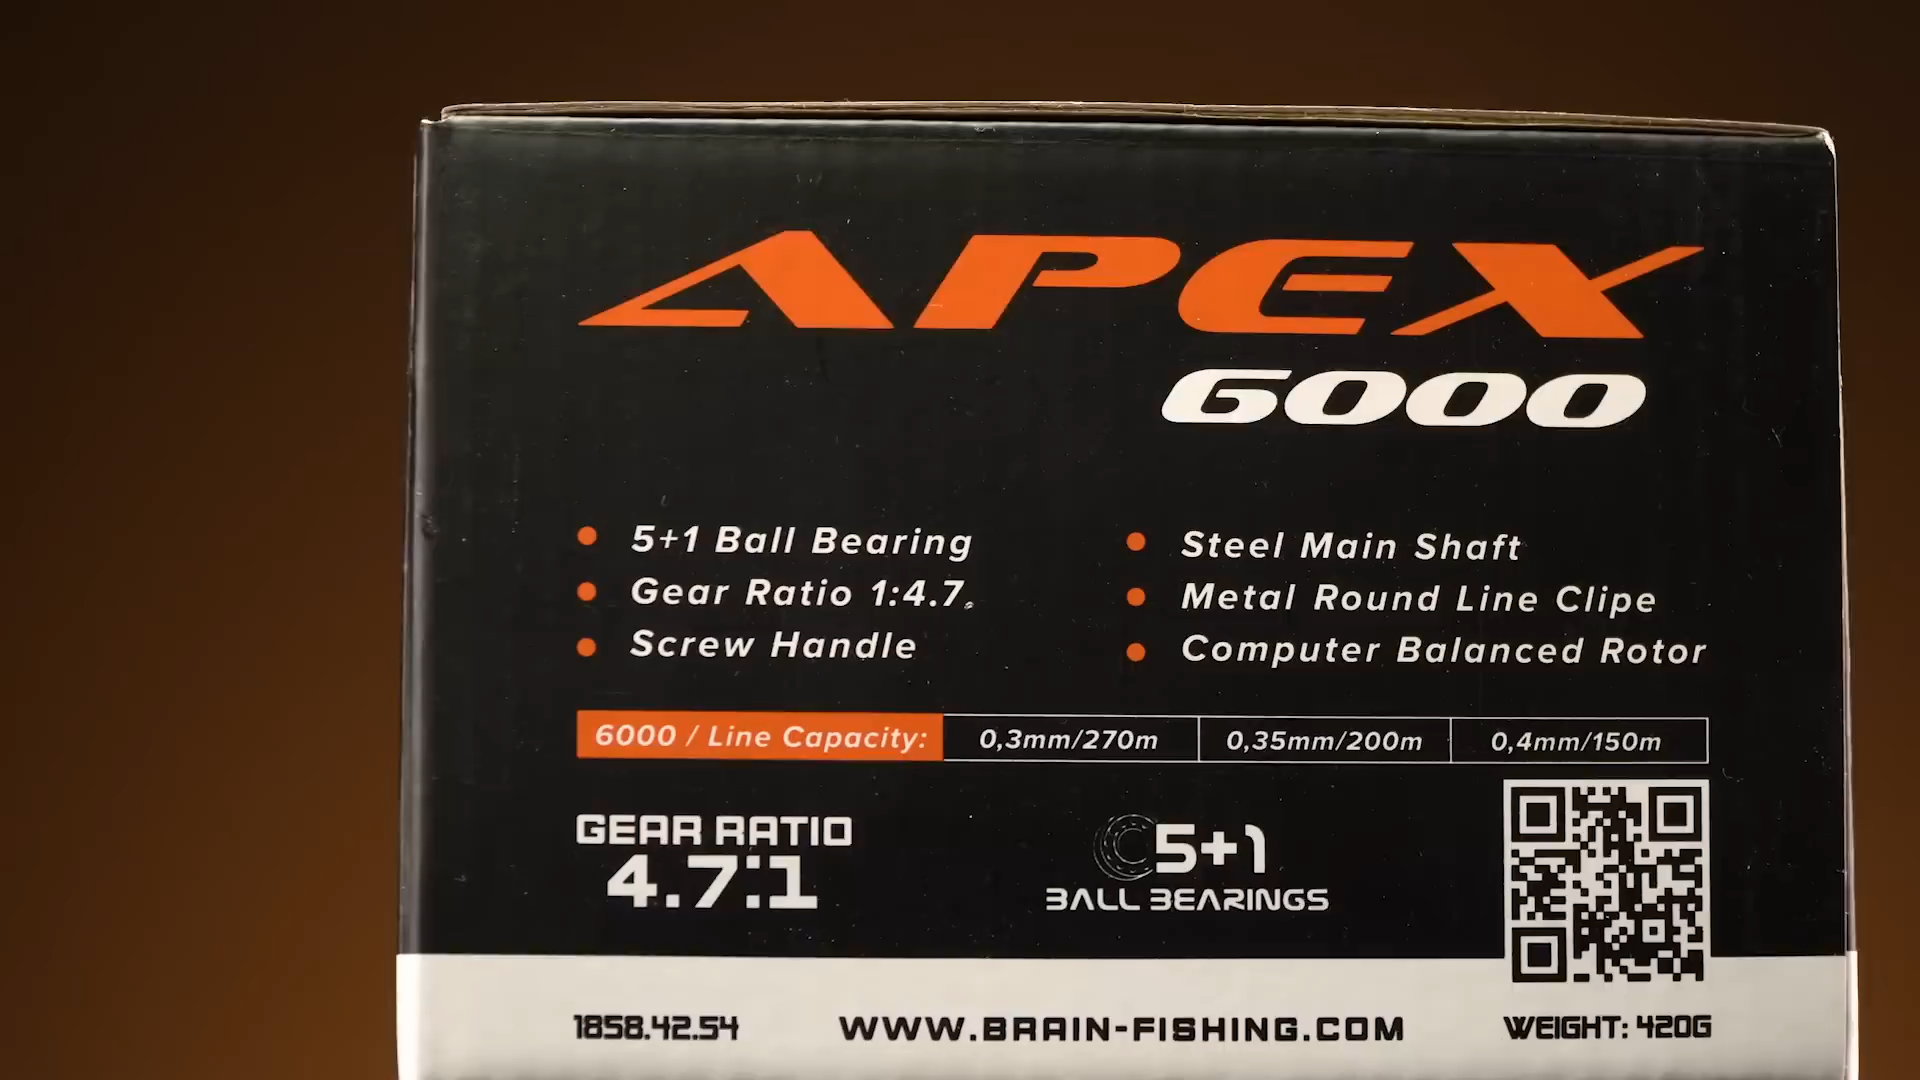 APEX
6000
5+1 Ball Bearing
Gear Ratio 1:4.7
Screw Handle
Steel Main Shaft
Metal Round Line Clipe
Computer Balanced Rotor
6000 / Line Capacity: 0,3mm/270m 0,35mm/200m 0,4mm/150m
GEAR RATIO
4.7:1
5+1
BALL BEARINGS
1858.42.54 WWW.BRAIN-FISHING.COM WEIGHT: 420G